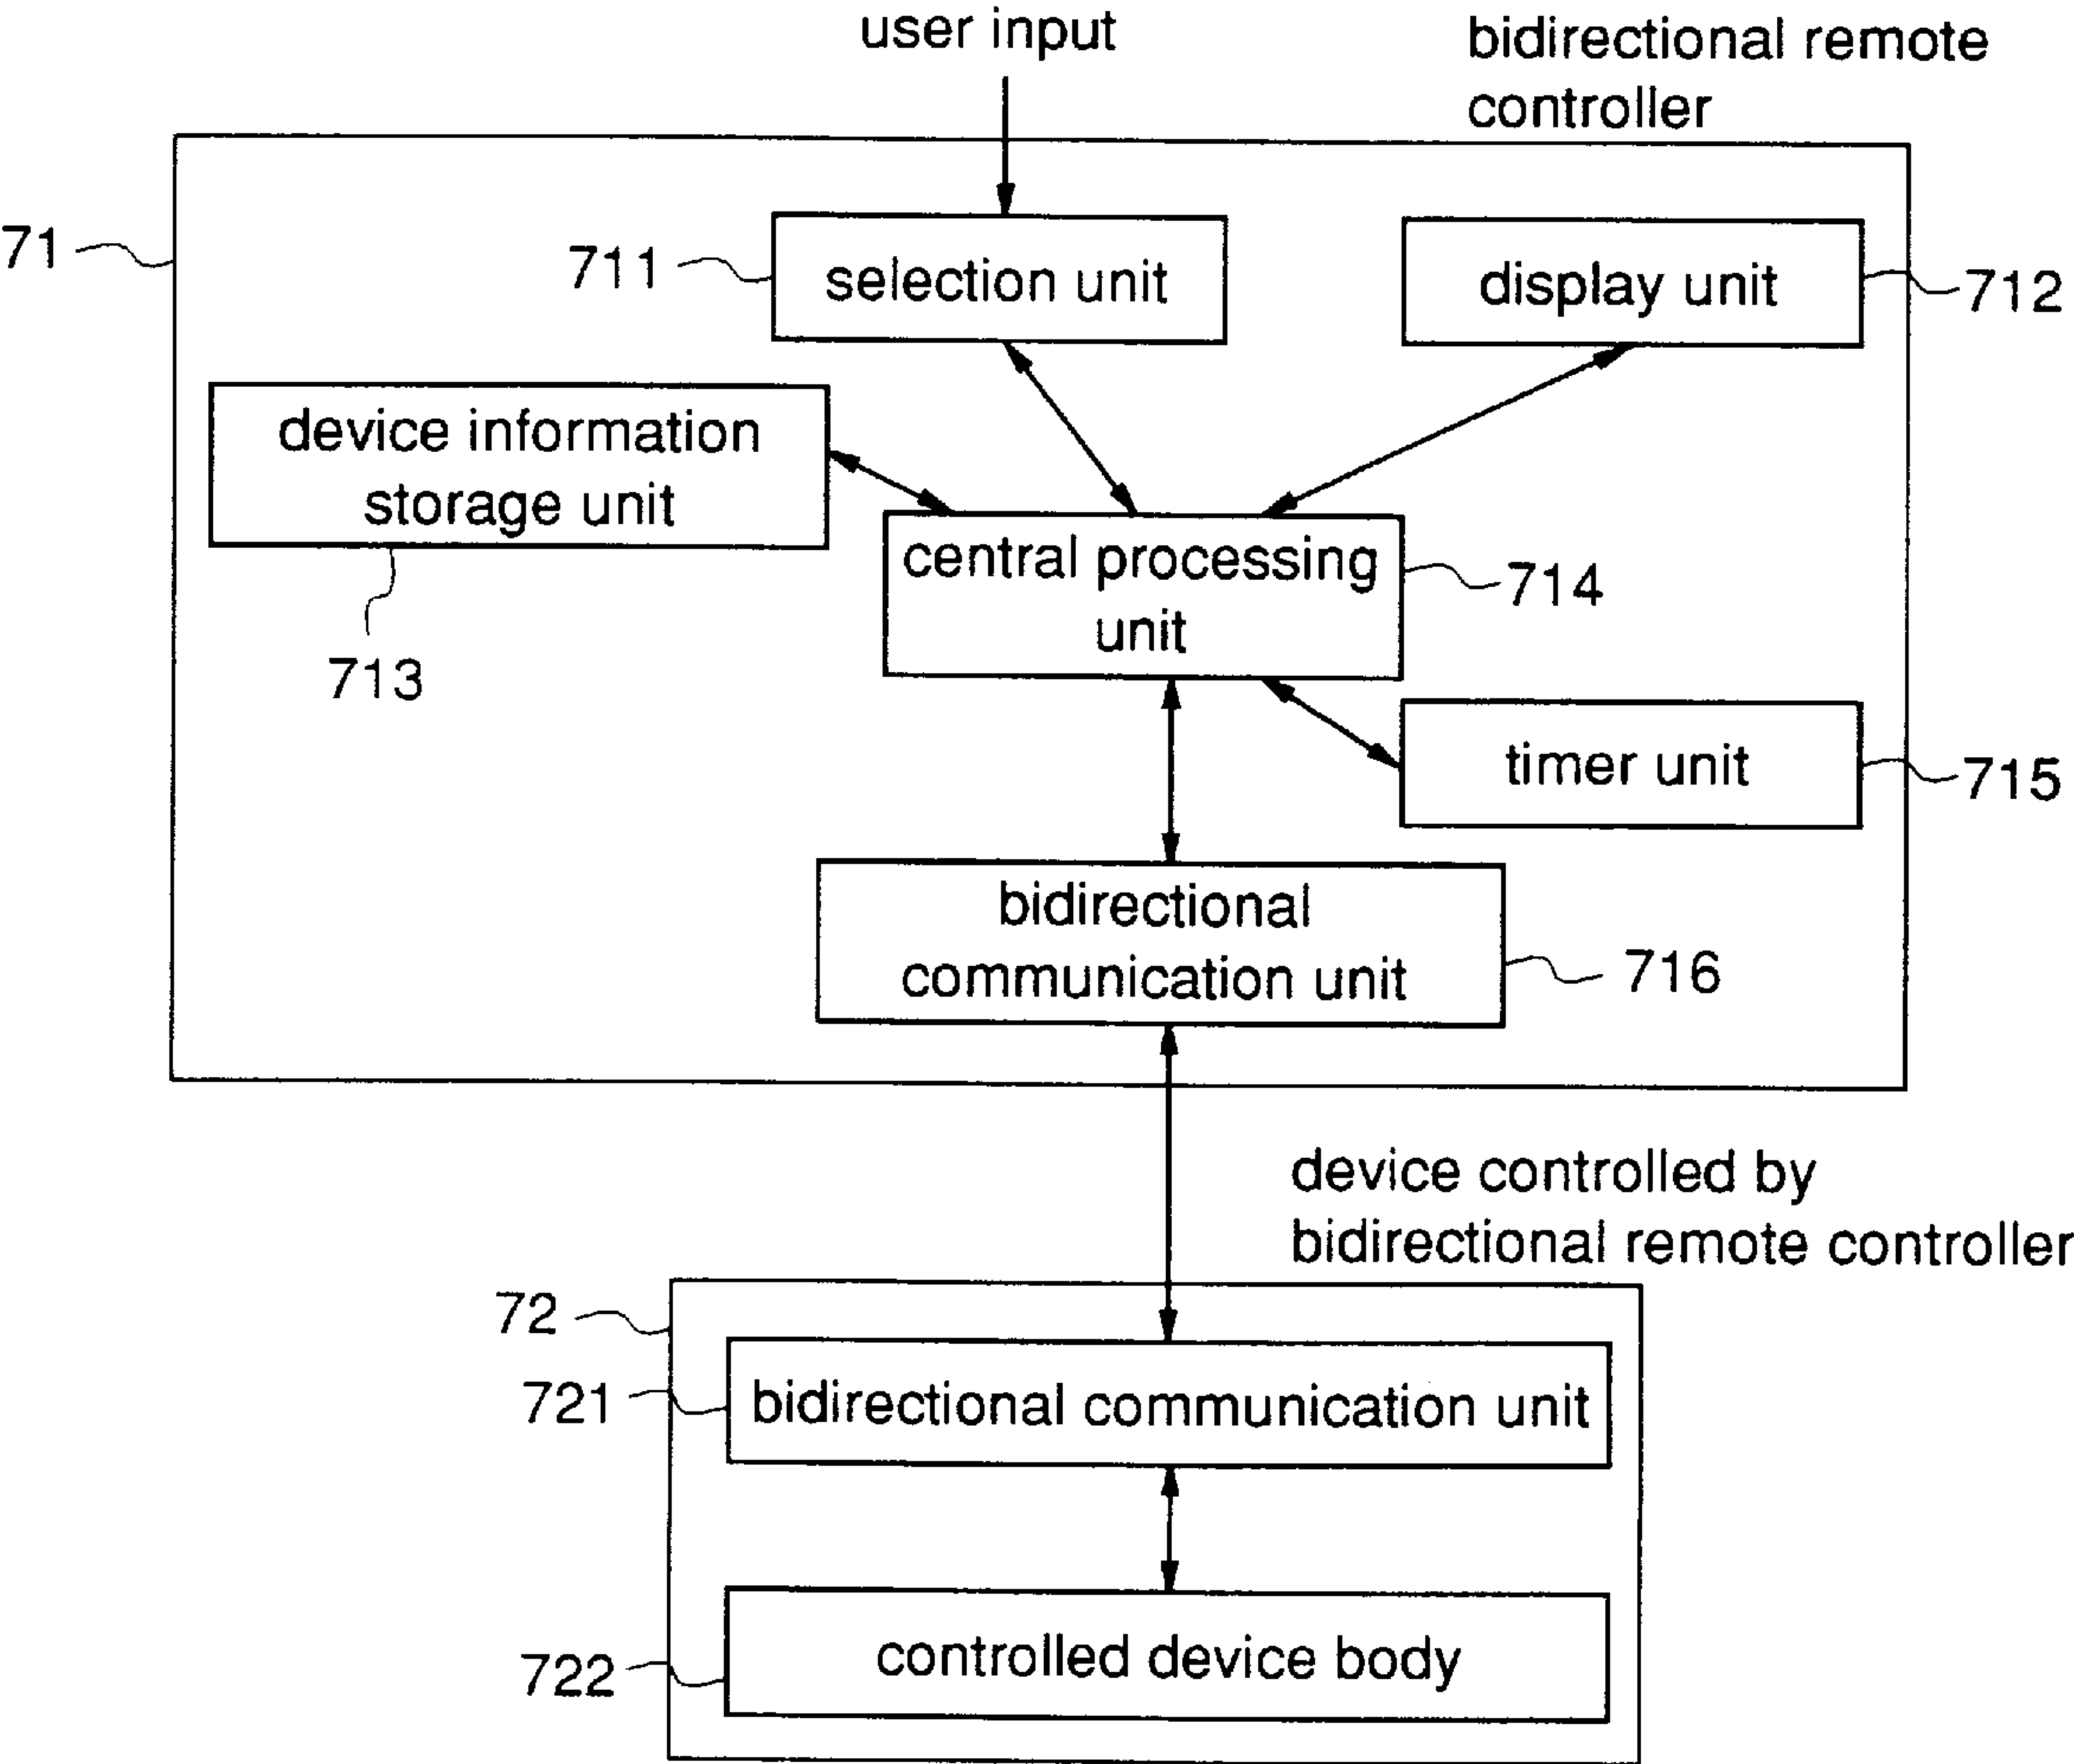 user input
bidirectional remote
controller
71
711
selection unit
display unit
712
device information
storage unit
713
central processing
unit
714
timer unit
715
bidirectional
communication unit
716
device controlled by
bidirectional remote controller
72
721
bidirectional communication unit
722
controlled device body